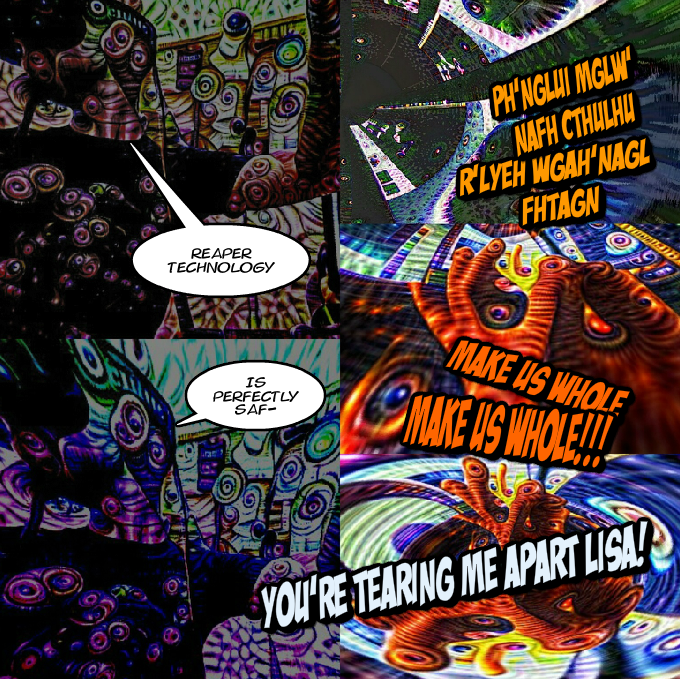 REAPER
TECHNOLOGY
IS
PERFECTLY
SAF-
PH'NGLUI MGLW'
NAFH CTHULHU
R'LYEH WGAH'NAGL
FHTAGN
MAKE US WHOLE
MAKE US WHOLE!!!
YOU'RE TEARING ME APART LISA!